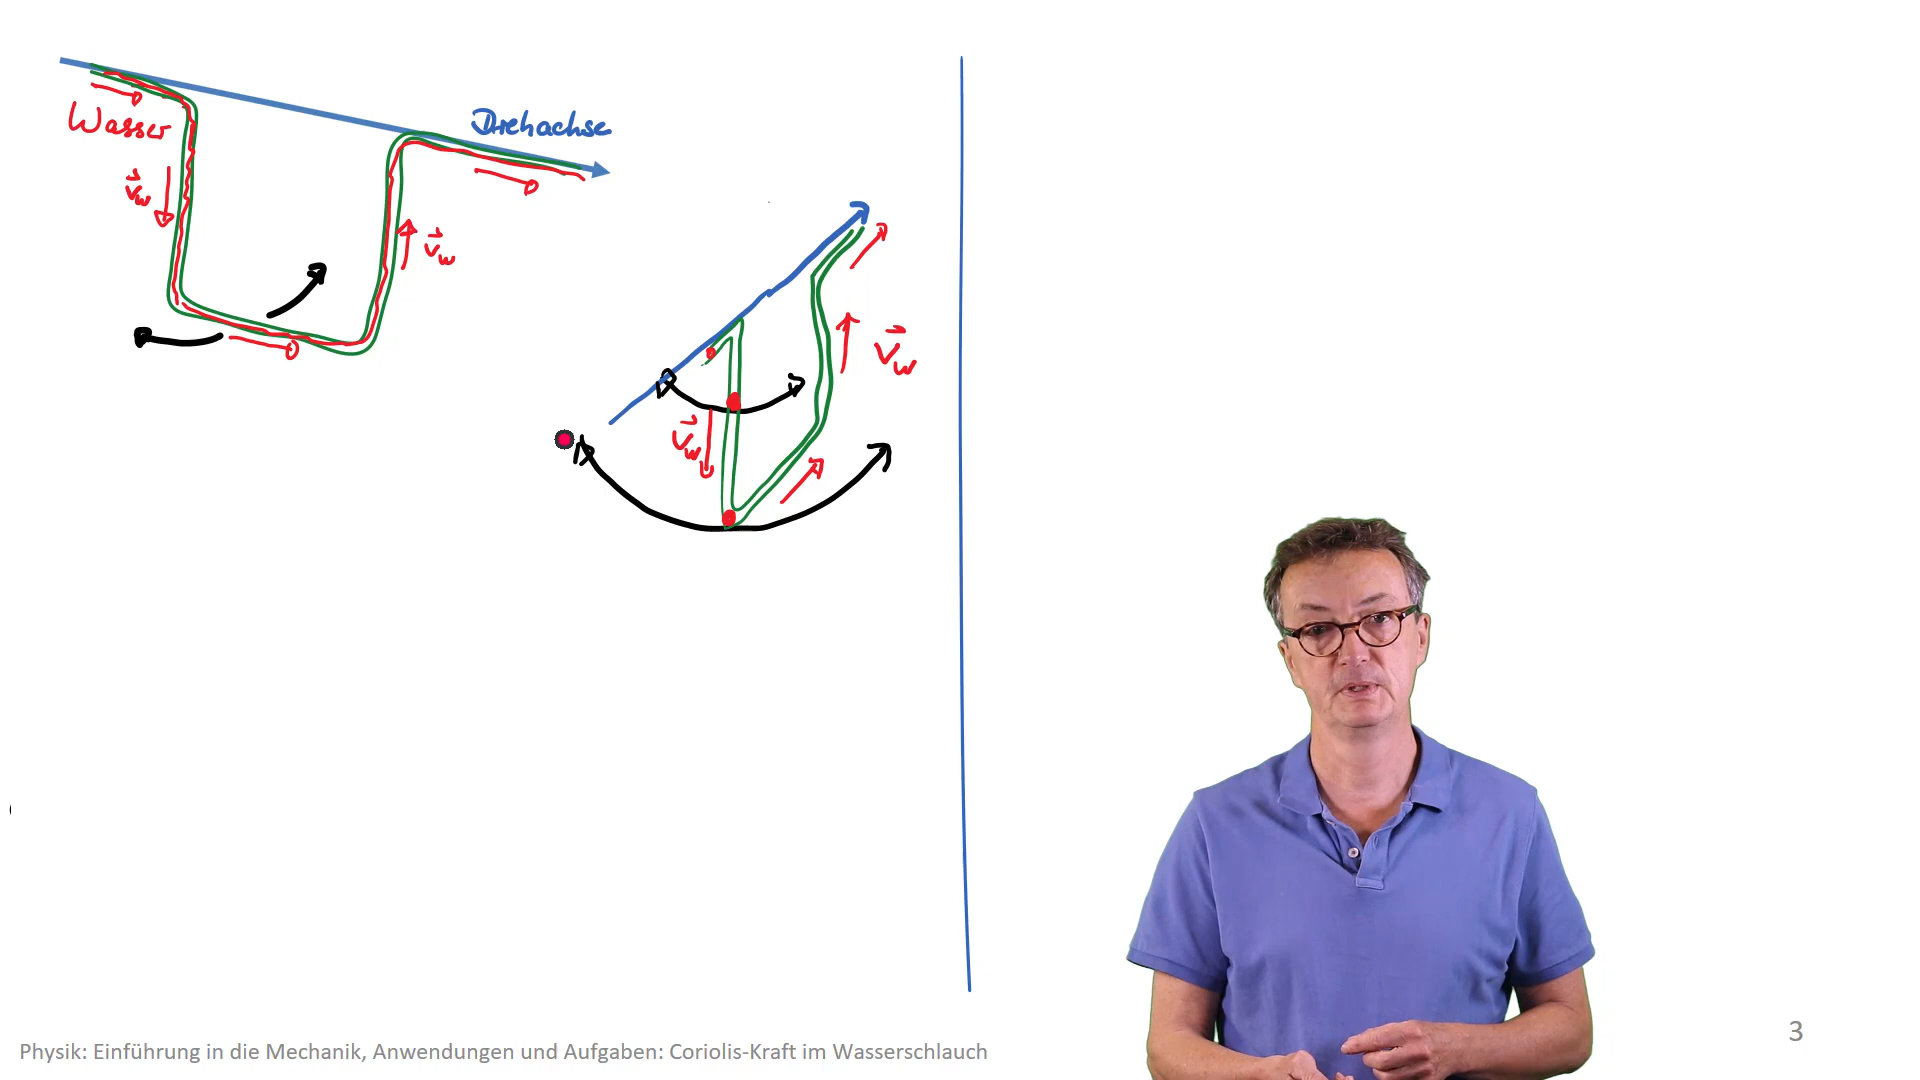 Drehachse
Wasser
v⃗w
v⃗w
v⃗w
v⃗w
3
Physik: Einführung in die Mechanik, Anwendungen und Aufgaben: Coriolis-Kraft im Wasserschlauch